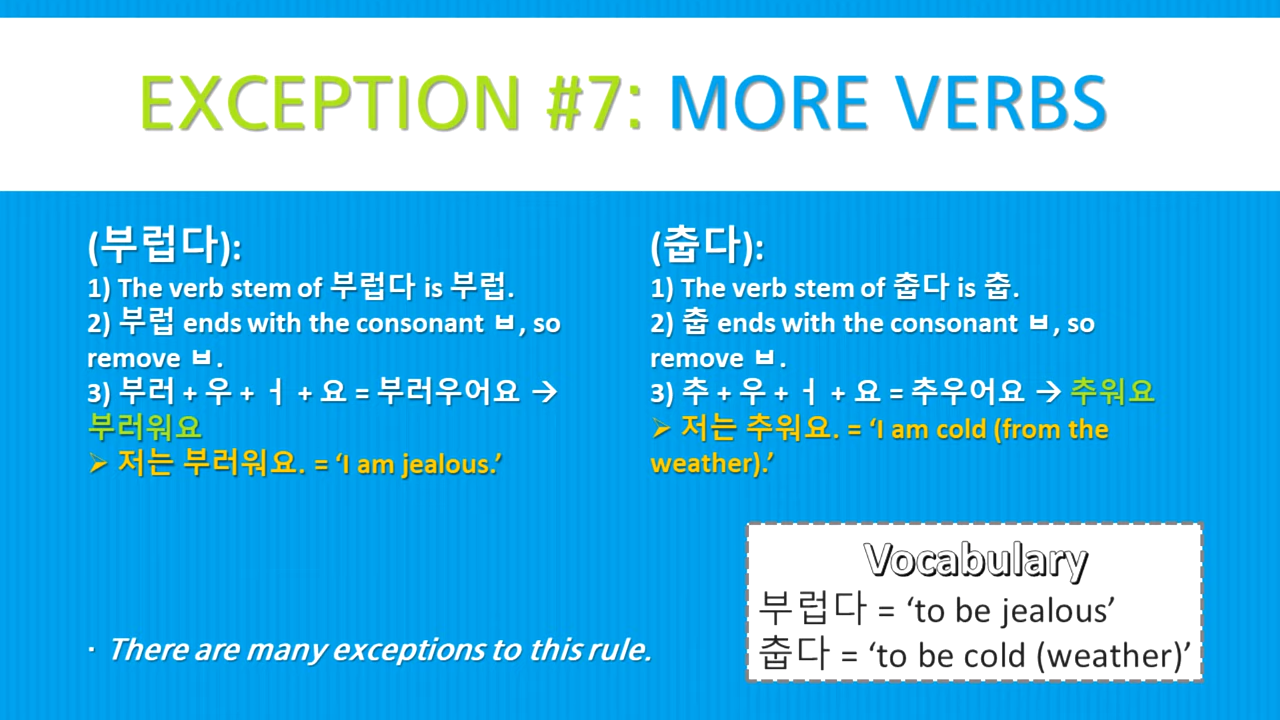 EXCEPTION #7: MORE VERBS
(부럽다):
1) The verb stem of 부럽다 is 부럽.
2) 부럽 ends with the consonant ㅂ, so
remove ㅂ.
3) 부러 + 우 + ㅓ + 요 = 부러우어요 →
부러워요
➢ 저는 부러워요. = ‘I am jealous.’
(춥다):
1) The verb stem of 춥다 is 춥.
2) 춥 ends with the consonant ㅂ, so
remove ㅂ.
3) 추 + 우 + ㅓ + 요 = 추우어요 → 추워요
➢ 저는 추워요. = ‘I am cold (from the
weather).’
· There are many exceptions to this rule.
Vocabulary
부럽다 = ‘to be jealous’
춥다 = ‘to be cold (weather)’